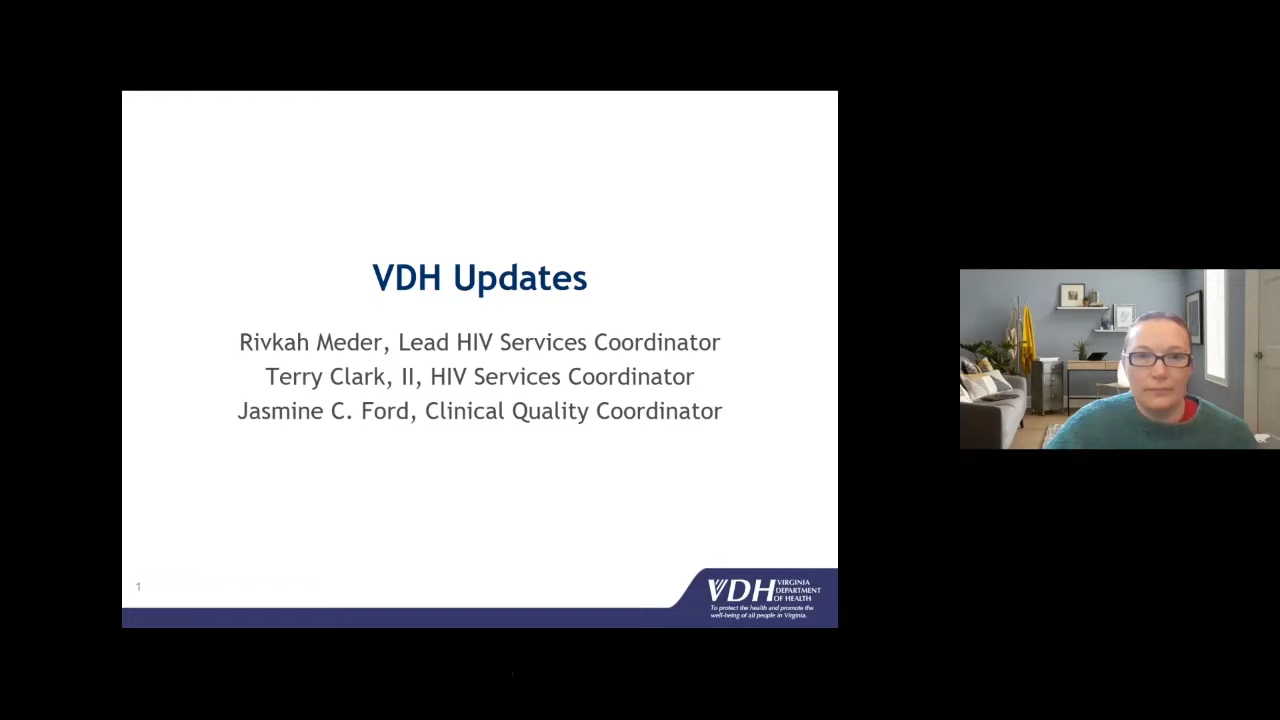 VDH Updates
Rivkah Meder, Lead HIV Services Coordinator
Terry Clark, II, HIV Services Coordinator
Jasmine C. Ford, Clinical Quality Coordinator
1
VDH VIRGINIA
DEPARTMENT
OF HEALTH
To protect the health and promote the
well-being of all people in Virginia.